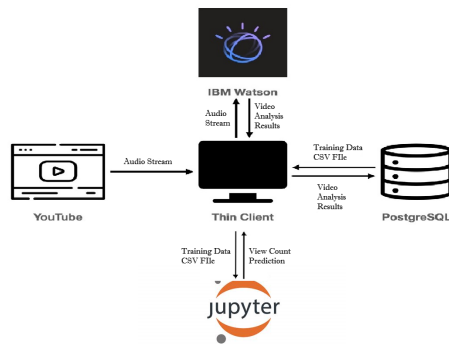 IBM Watson
Audio
Stream
Video
Analysis
Results
Audio Stream
Training Data
CSV FIle
Video
Analysis
Results
YouTube
Thin Client
PostgreSQL
Training Data
CSV FIle
View Count
Prediction
jupyter